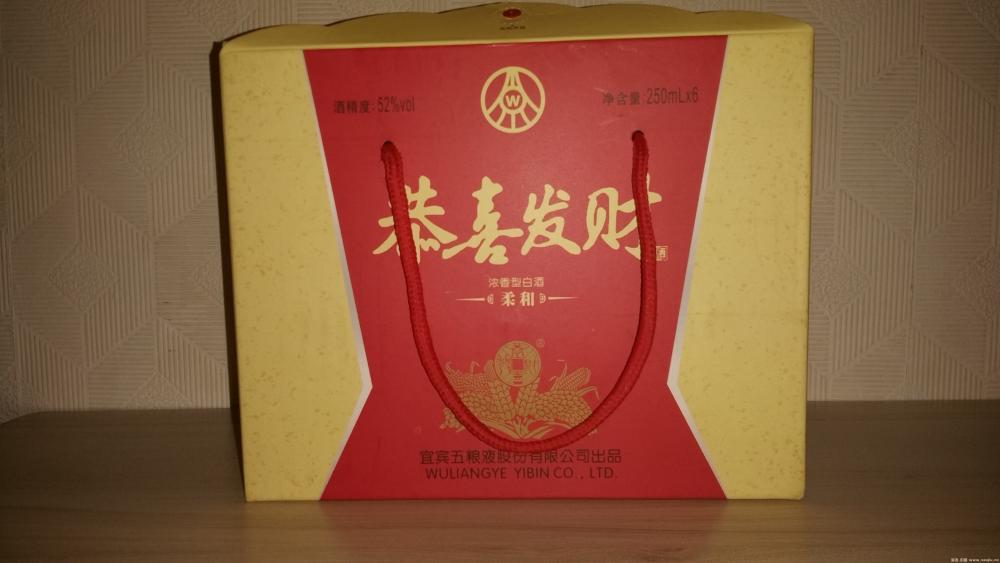 酒精度:52%vol
W
净含量:250mLx6
恭喜发财
酒
浓香型白酒
柔和
®
宜宾五粮液股份有限公司出品
WULIANGYE YIBIN CO., LTD.